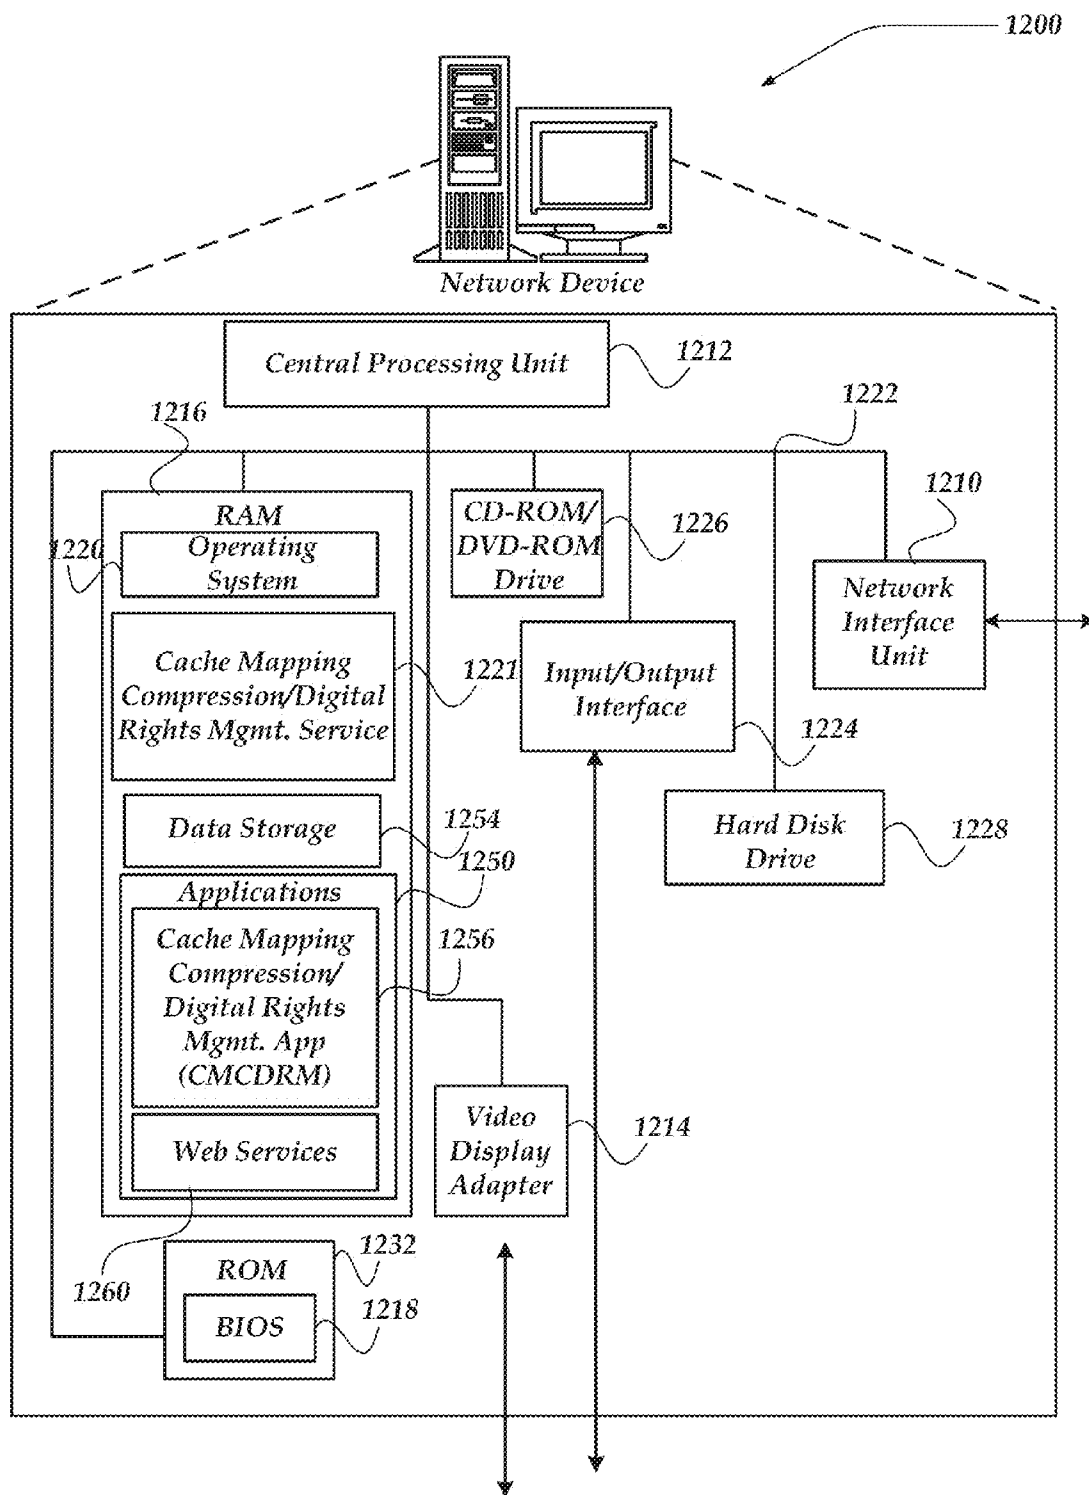 1200
Network Device
Central Processing Unit
1212
1222
1216
1210
RAM
CD-ROM/
DVD-ROM
Drive
1226
1220
Operating
System
Network
Interface
Unit
Cache Mapping
Compression/Digital
Rights Mgmt. Service
1221
Input/Output
Interface
1224
Data Storage
1254
Hard Disk
Drive
1228
1250
Applications
Cache Mapping
Compression/
Digital Rights
Mgmt. App
(CMCDRM)
1256
Video
Display
Adapter
1214
Web Services
1260
ROM
1232
BIOS
1218